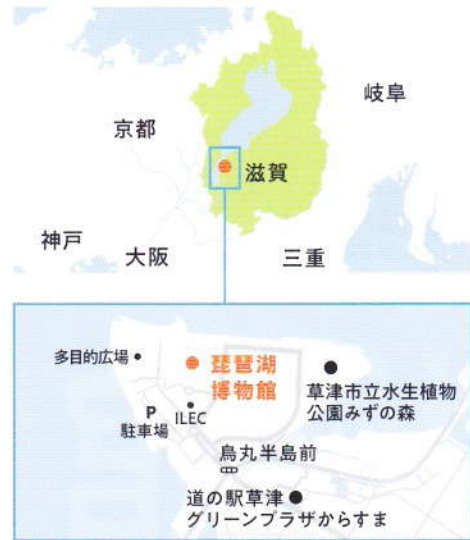 岐阜
京都
滋賀
神戸
大阪
三重
多目的広場
琵琶湖
博物館
草津市立水生植物
公園みずの森
P
駐車場
ILEC
烏丸半島前
道の駅草津
グリーンプラザからすま